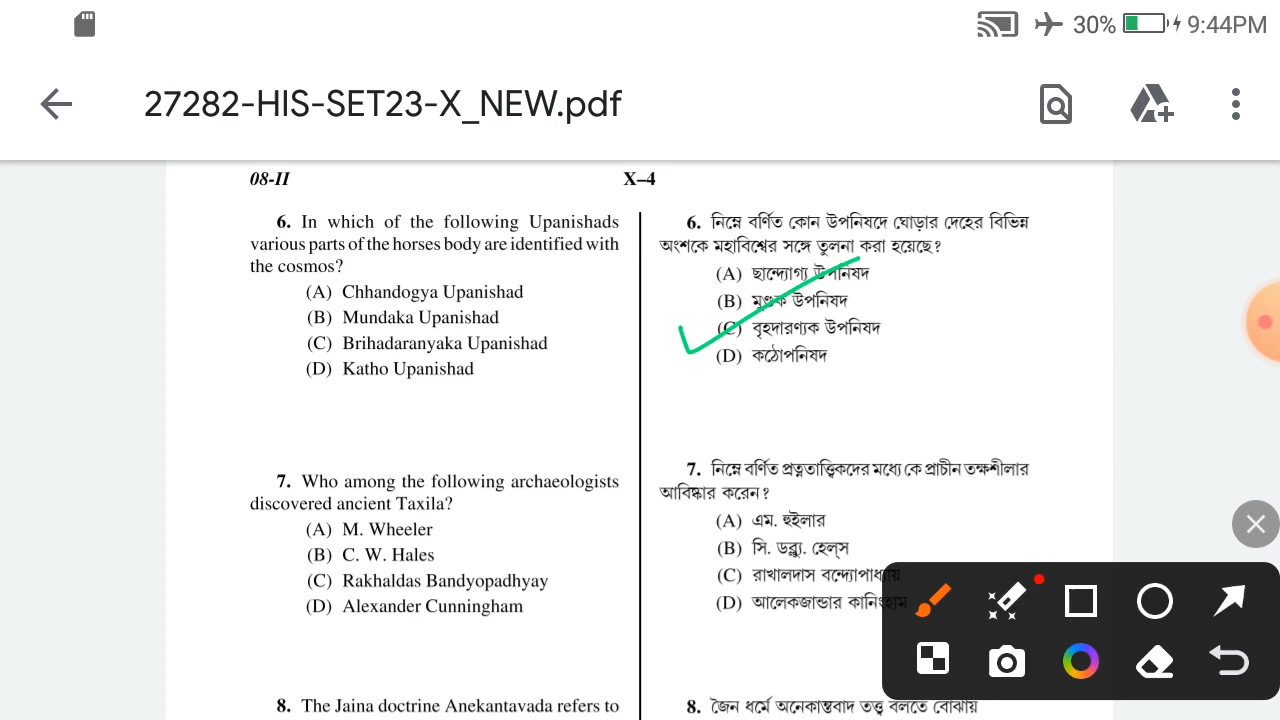 30% 9:44PM
27282-HIS-SET23-X_NEW.pdf
08-II X–4
6. In which of the following Upanishads
various parts of the horses body are identified with
the cosmos?
(A) Chhandogya Upanishad
(B) Mundaka Upanishad
(C) Brihadaranyaka Upanishad
(D) Katho Upanishad
7. Who among the following archaeologists
discovered ancient Taxila?
(A) M. Wheeler
(B) C. W. Hales
(C) Rakhaldas Bandyopadhyay
(D) Alexander Cunningham
8. The Jaina doctrine Anekantavada refers to
6. নিম্নে বর্ণিত কোন উপনিষদে ঘোড়ার দেহের বিভিন্ন
অংশকে মহাবিশ্বের সঙ্গে তুলনা করা হয়েছে?
(A) ছান্দ্যোগ্য উপনিষদ
(B) মুণ্ডক উপনিষদ
(C) বৃহদারণ্যক উপনিষদ
(D) কঠোপনিষদ
7. নিম্নে বর্ণিত প্রত্নতাত্ত্বিকদের মধ্যে কে প্রাচীন তক্ষশীলার
আবিষ্কার করেন?
(A) এম. হুইলার
(B) সি. ডব্ল্যু. হেল্‌স
(C) রাখালদাস বন্দ্যোপাধ্যায়
(D) আলেকজান্ডার কানিংহাম
8. জৈন ধর্মে অনেকান্তবাদ তত্ত্ব বলতে বোঝায়